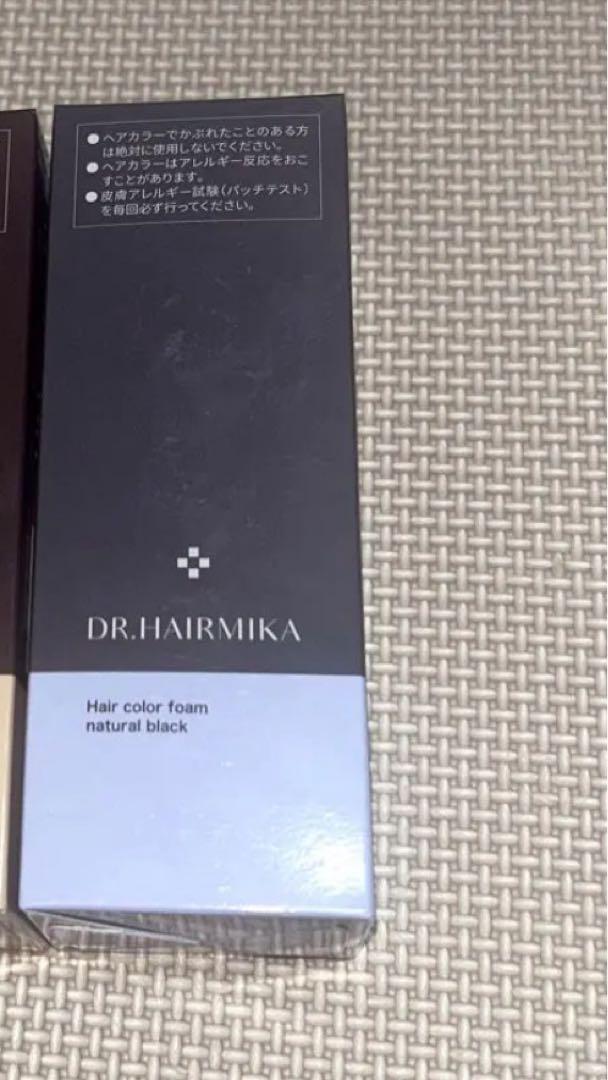 ●ヘアカラーでかぶれたことのある方
は絶対に使用しないでください。
●ヘアカラーはアレルギー反応をおこ
すことがあります。
●皮膚アレルギー試験(パッチテスト)
を毎回必ず行ってください。
DR.HAIRMIKA
Hair color foam
natural black